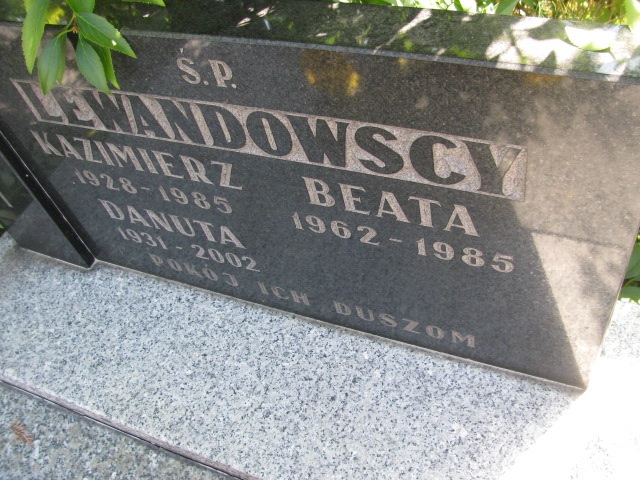 Ś.P.
LEWANDOWSCY
KAZIMIERZ
1928-1985
DANUTA
1931-2002
BEATA
1962-1985
POKÓJ ICH DUSZOM